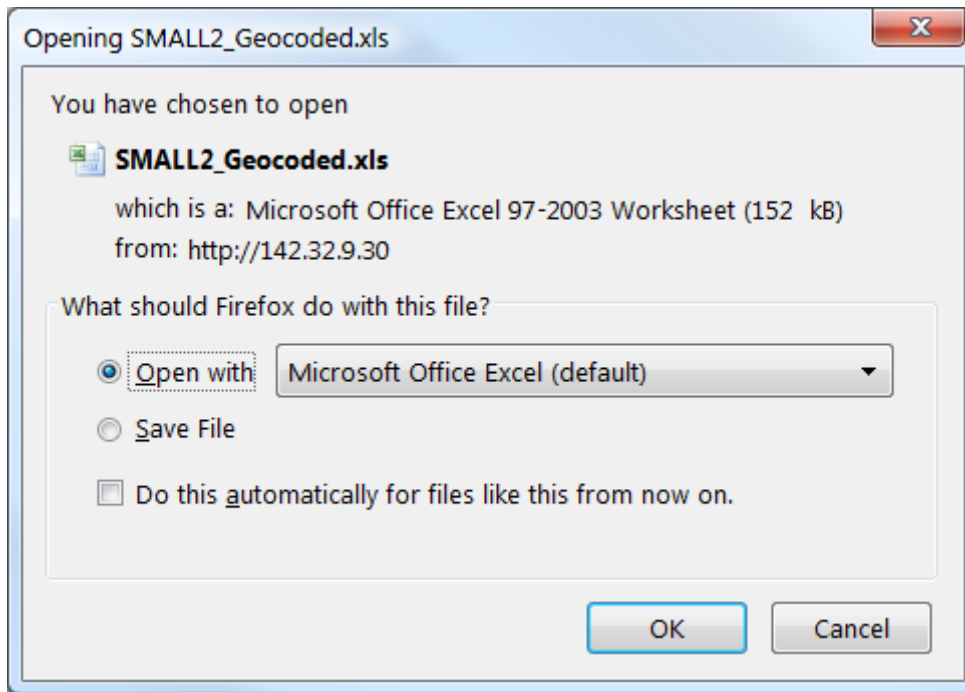 Opening SMALL2_Geocoded.xls
You have chosen to open
SMALL2_Geocoded.xls
which is a: Microsoft Office Excel 97-2003 Worksheet (152 kB)
from: http://142.32.9.30
What should Firefox do with this file?
Open with Microsoft Office Excel (default)
Save File
Do this automatically for files like this from now on.
OK Cancel